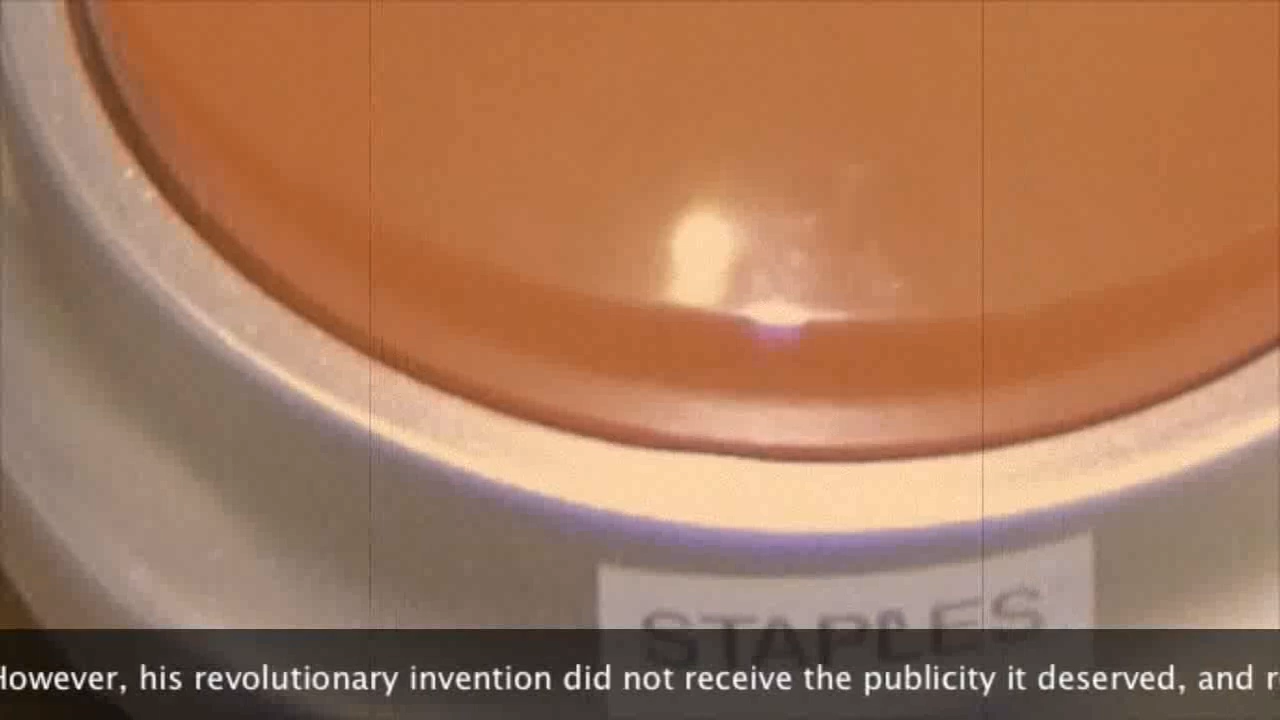 STAPLES
However, his revolutionary invention did not receive the publicity it deserved, and